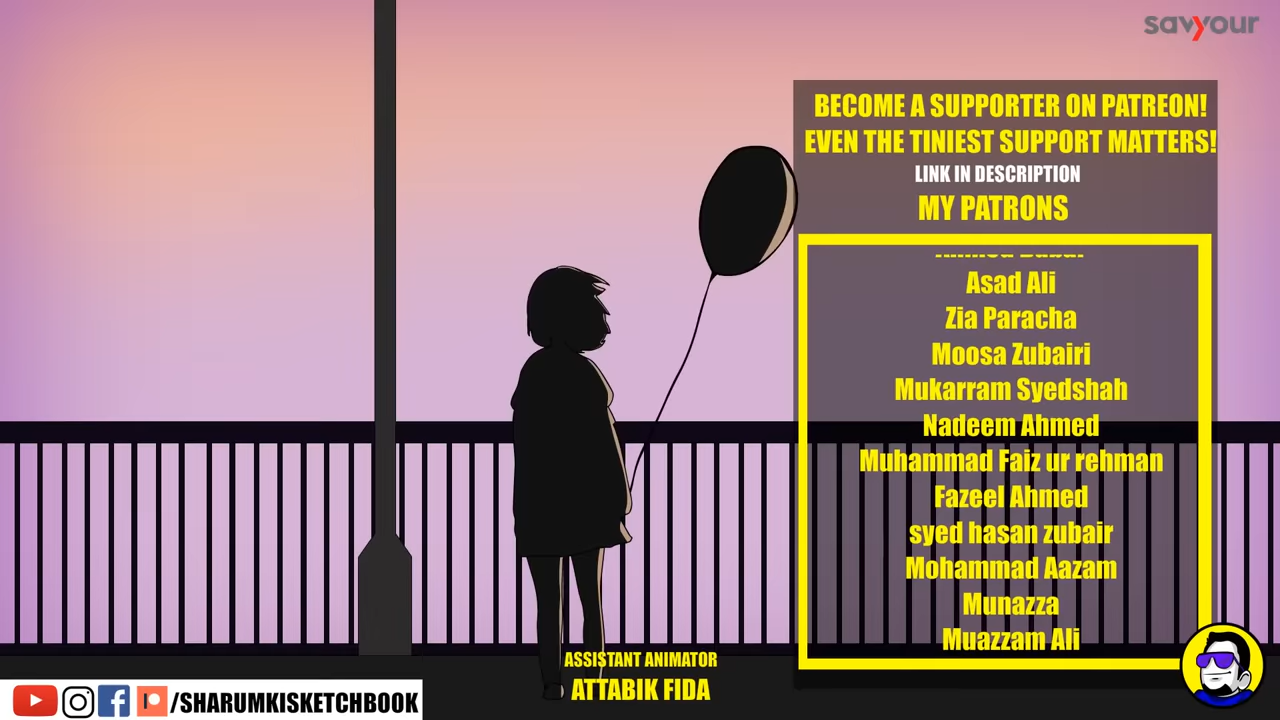 savyour
BECOME A SUPPORTER ON PATREON!
EVEN THE TINIEST SUPPORT MATTERS!
LINK IN DESCRIPTION
MY PATRONS
Asad Ali
Zia Paracha
Moosa Zubairi
Mukarram Syedshah
Nadeem Ahmed
Muhammad Faiz ur rehman
Fazeel Ahmed
syed hasan zubair
Mohammad Aazam
Munazza
Muazzam Ali
ASSISTANT ANIMATOR
ATTABIK FIDA
/SHARUMKISKETCHBOOK